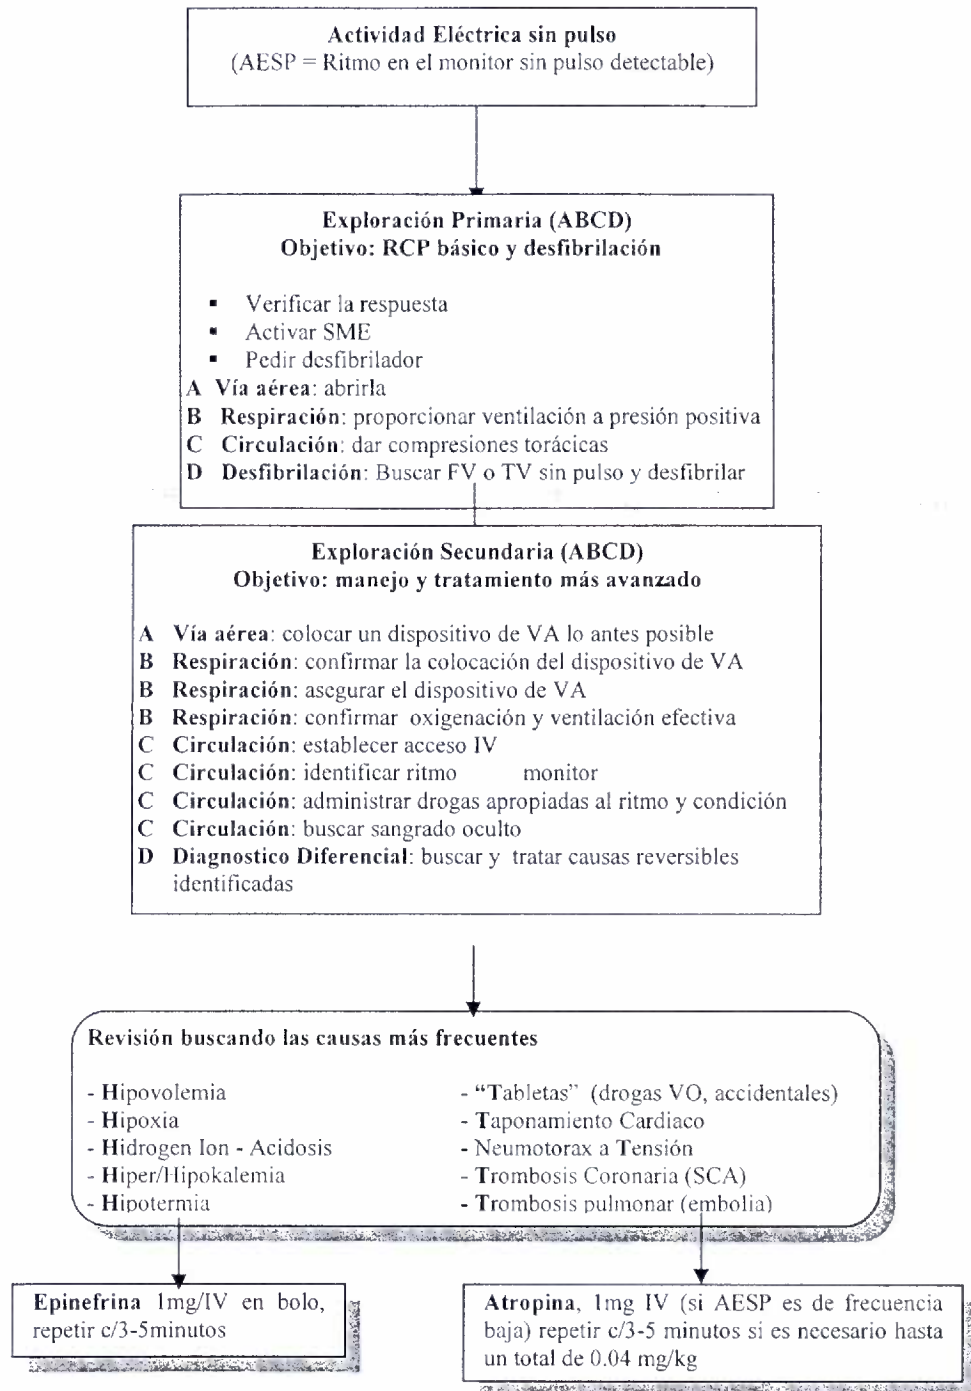 Actividad Eléctrica sin pulso
(AESP = Ritmo en el monitor sin pulso detectable)
Exploración Primaria (ABCD)
Objetivo: RCP básico y desfibrilación
▪ Verificar la respuesta
▪ Activar SME
▪ Pedir desfibrilador
A Vía aérea: abrirla
B Respiración: proporcionar ventilación a presión positiva
C Circulación: dar compresiones torácicas
D Desfibrilación: Buscar FV o TV sin pulso y desfibrilar
Exploración Secundaria (ABCD)
Objetivo: manejo y tratamiento más avanzado
A Vía aérea: colocar un dispositivo de VA lo antes posible
B Respiración: confirmar la colocación del dispositivo de VA
B Respiración: asegurar el dispositivo de VA
B Respiración: confirmar oxigenación y ventilación efectiva
C Circulación: establecer acceso IV
C Circulación: identificar ritmo monitor
C Circulación: administrar drogas apropiadas al ritmo y condición
C Circulación: buscar sangrado oculto
D Diagnostico Diferencial: buscar y tratar causas reversibles
identificadas
Revisión buscando las causas más frecuentes
- Hipovolemia
- Hipoxia
- Hidrogen Ion - Acidosis
- Hiper/Hipokalemia
- Hipotermia
- “Tabletas” (drogas VO, accidentales)
- Taponamiento Cardiaco
- Neumotorax a Tensión
- Trombosis Coronaria (SCA)
- Trombosis pulmonar (embolia)
Epinefrina 1mg/IV en bolo,
repetir c/3-5minutos
Atropina, 1mg IV (si AESP es de frecuencia
baja) repetir c/3-5 minutos si es necesario hasta
un total de 0.04 mg/kg